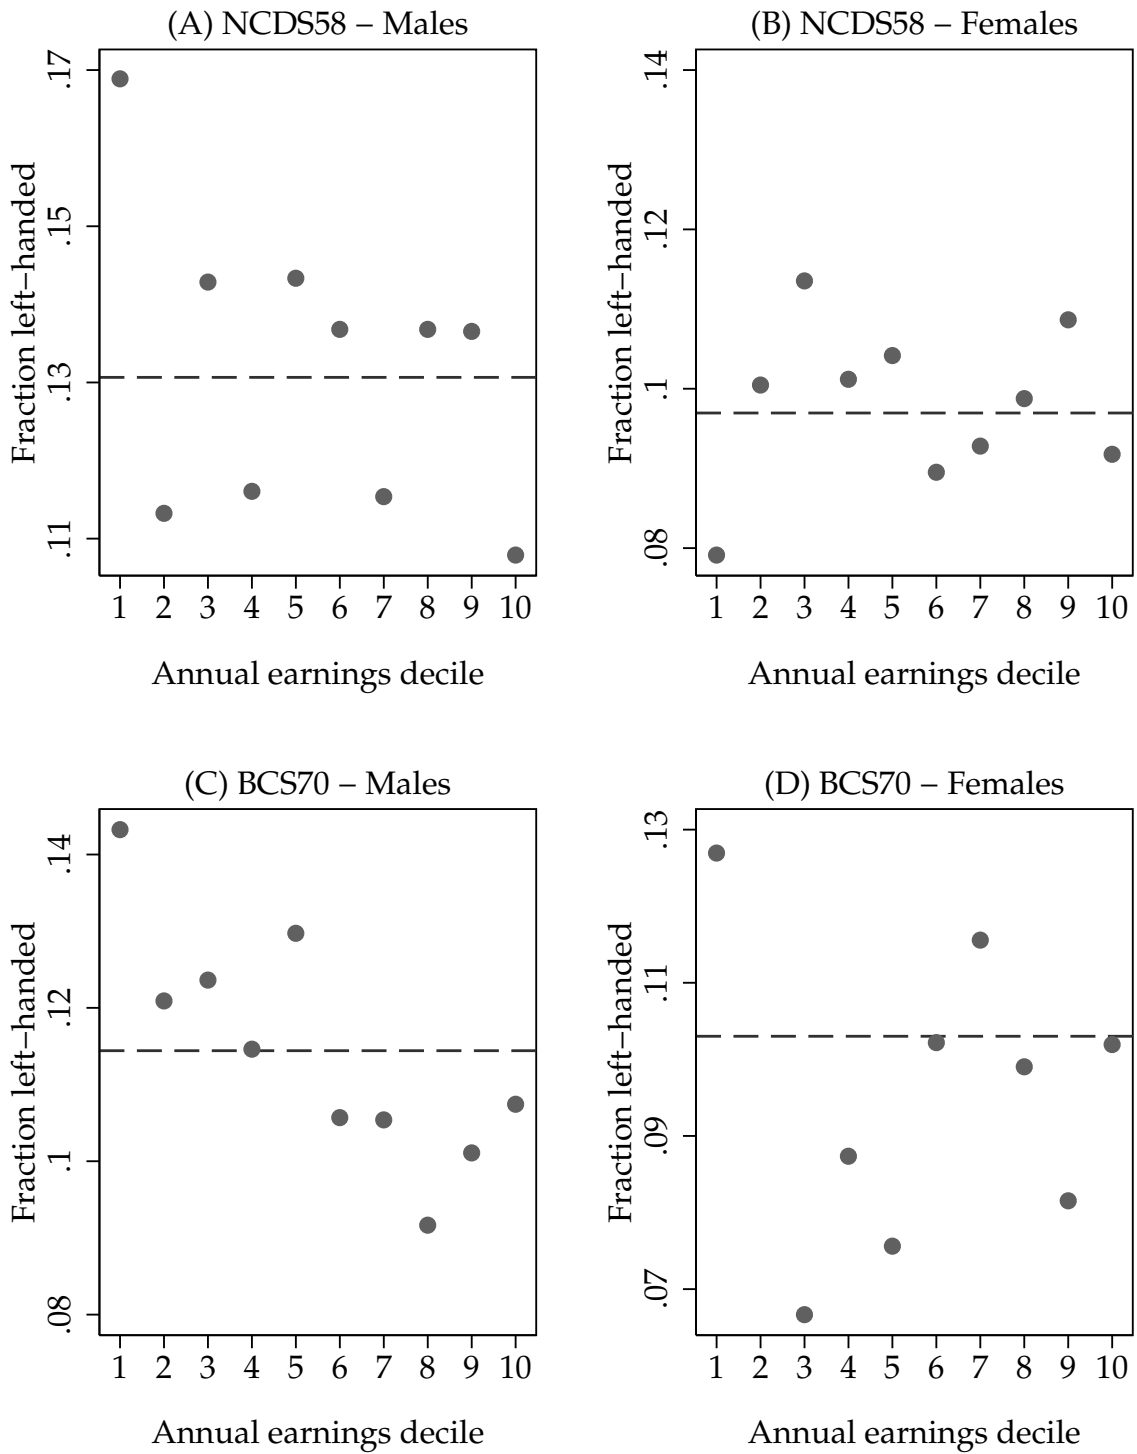 (A) NCDS58 – Males
Fraction left−handed
.17
.15
.13
.11
1 2 3 4 5 6 7 8 9 10
Annual earnings decile
(B) NCDS58 – Females
Fraction left−handed
.14
.12
.1
.08
1 2 3 4 5 6 7 8 9 10
Annual earnings decile
(C) BCS70 – Males
Fraction left−handed
.14
.12
.1
.08
1 2 3 4 5 6 7 8 9 10
Annual earnings decile
(D) BCS70 – Females
Fraction left−handed
.13
.11
.09
.07
1 2 3 4 5 6 7 8 9 10
Annual earnings decile